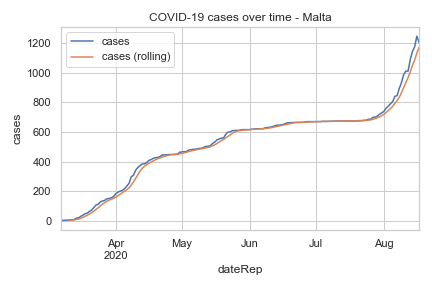 COVID-19 cases over time - Malta
cases
cases (rolling)
1200
1000
800
600
400
200
0
cases
Apr
2020
May
Jun
Jul
Aug
dateRep